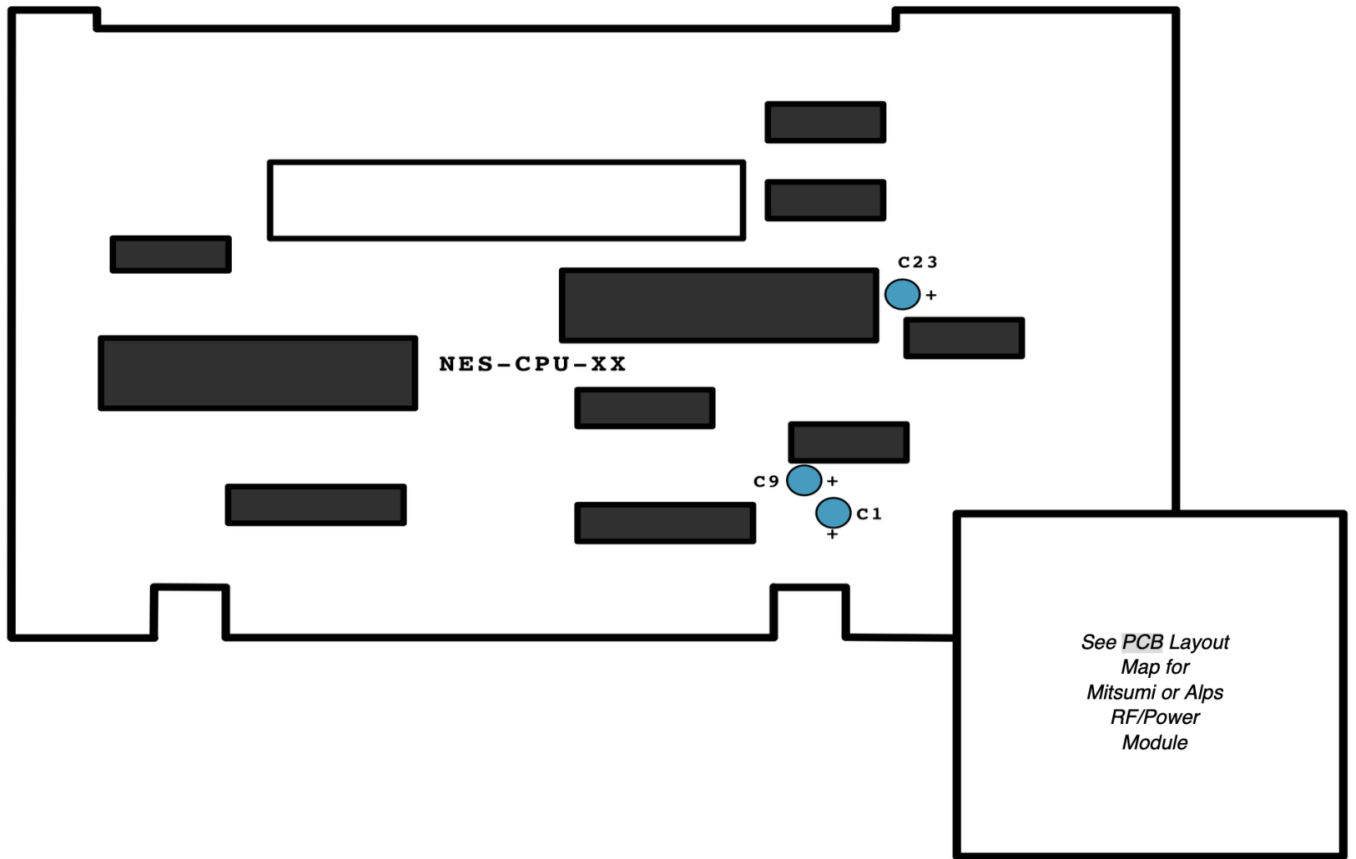 C23
+
NES-CPU-XX
C9 +
C1
+
See PCB Layout
Map for
Mitsumi or Alps
RF/Power
Module